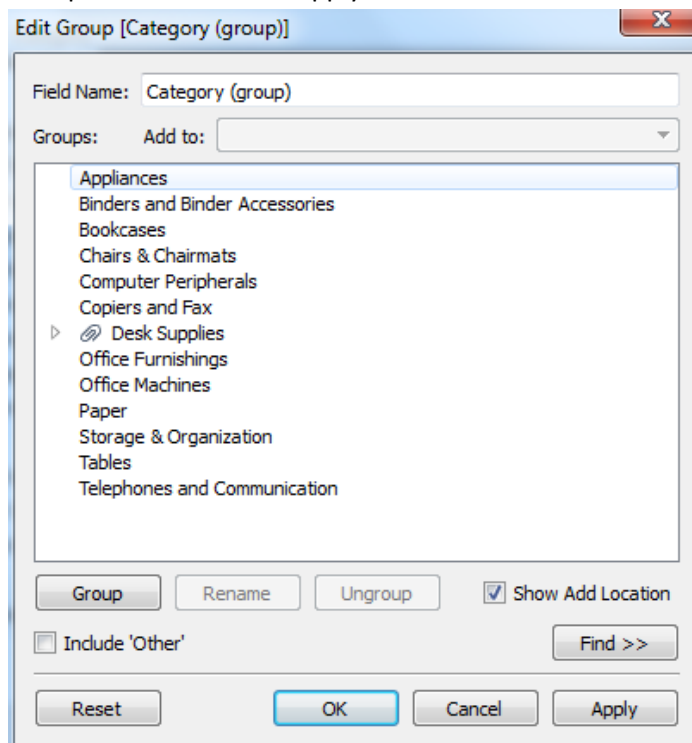 Edit Group [Category (group)]
Field Name: Category (group)
Groups: Add to:
Appliances
Binders and Binder Accessories
Bookcases
Chairs & Chairmats
Computer Peripherals
Copiers and Fax
Desk Supplies
Office Furnishings
Office Machines
Paper
Storage & Organization
Tables
Telephones and Communication
Group Rename Ungroup Show Add Location
Include 'Other' Find >>
Reset OK Cancel Apply